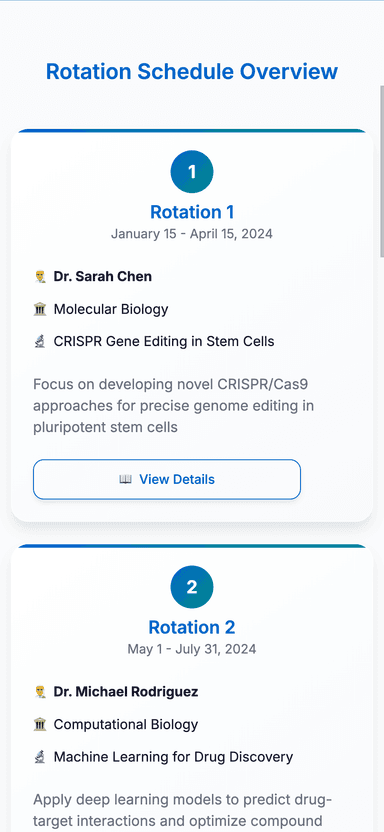 Rotation Schedule Overview
1
Rotation 1
January 15 - April 15, 2024
Dr. Sarah Chen
Molecular Biology
CRISPR Gene Editing in Stem Cells
Focus on developing novel CRISPR/Cas9
approaches for precise genome editing in
pluripotent stem cells
View Details
2
Rotation 2
May 1 - July 31, 2024
Dr. Michael Rodriguez
Computational Biology
Machine Learning for Drug Discovery
Apply deep learning models to predict drug-
target interactions and optimize compound